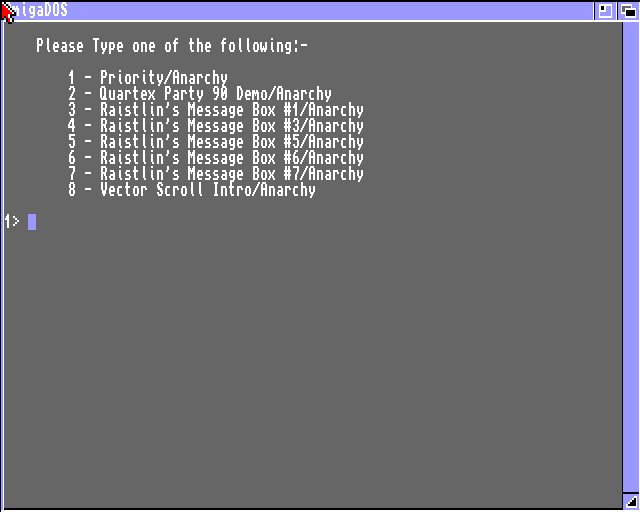 AmigaDOS
Please Type one of the following:-
1 - Priority/Anarchy
2 - Quartex Party 90 Demo/Anarchy
3 - Raistlin's Message Box #1/Anarchy
4 - Raistlin's Message Box #3/Anarchy
5 - Raistlin's Message Box #5/Anarchy
6 - Raistlin's Message Box #6/Anarchy
7 - Raistlin's Message Box #7/Anarchy
8 - Vector Scroll Intro/Anarchy
1>